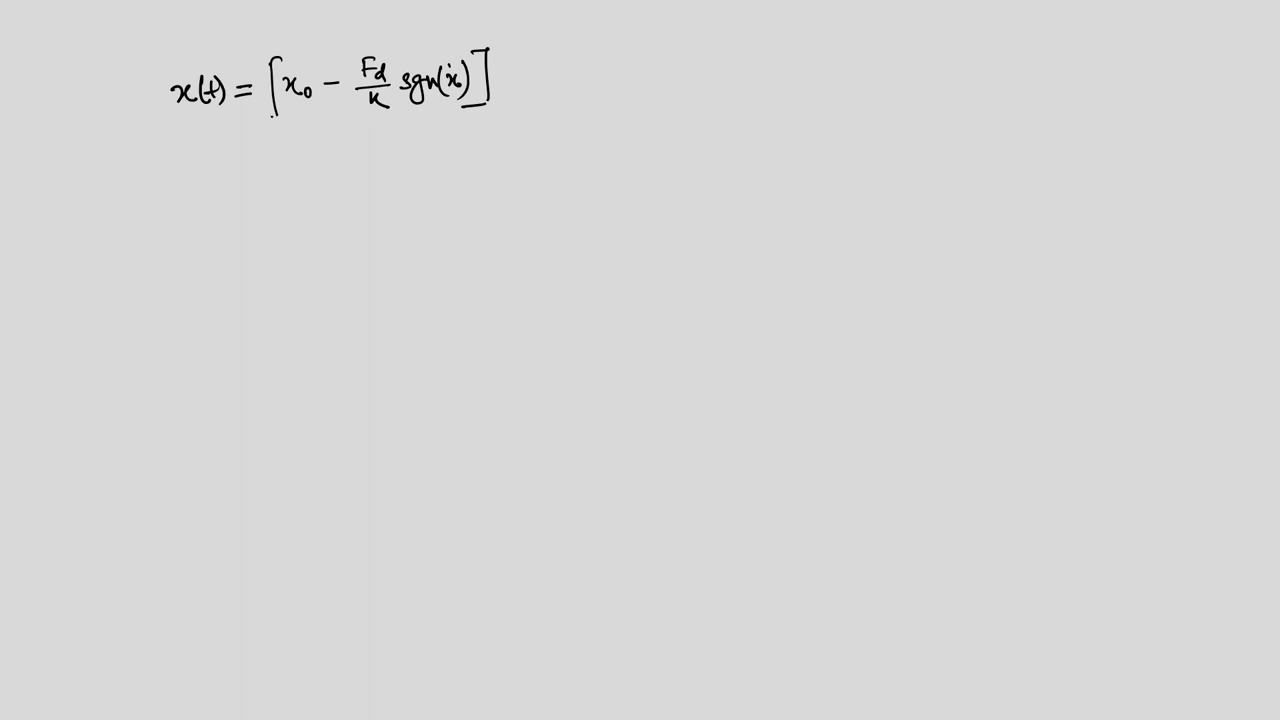 x(t) = [x₀ - F_d/k sgn(ẋ)]